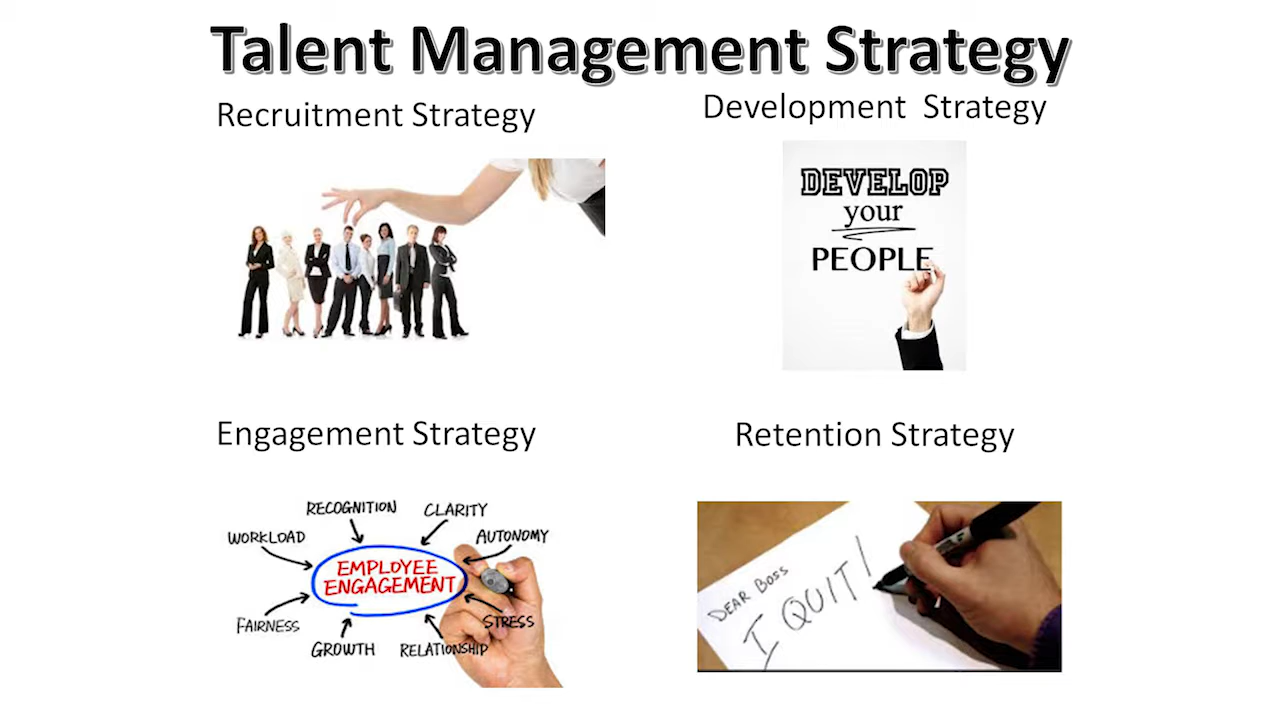 Talent Management Strategy
Recruitment Strategy
Development Strategy
DEVELOP
your
PEOPLE
Engagement Strategy
RECOGNITION
CLARITY
WORKLOAD
AUTONOMY
EMPLOYEE
ENGAGEMENT
FAIRNESS
STRESS
GROWTH
RELATIONSHIP
Retention Strategy
DEAR BOSS
I QUIT!